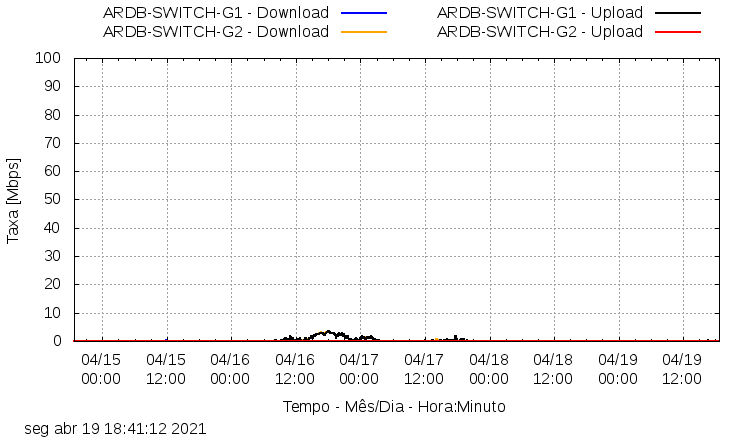 ARDB-SWITCH-G1 - Download
ARDB-SWITCH-G1 - Upload
ARDB-SWITCH-G2 - Download
ARDB-SWITCH-G2 - Upload
Taxa [Mbps]
100
90
80
70
60
50
40
30
20
10
0
04/15 04/15 04/16 04/16 04/17 04/17 04/18 04/18 04/19 04/19
00:00 12:00 00:00 12:00 00:00 12:00 00:00 12:00 00:00 12:00
Tempo - Mês/Dia - Hora:Minuto
seg abr 19 18:41:12 2021